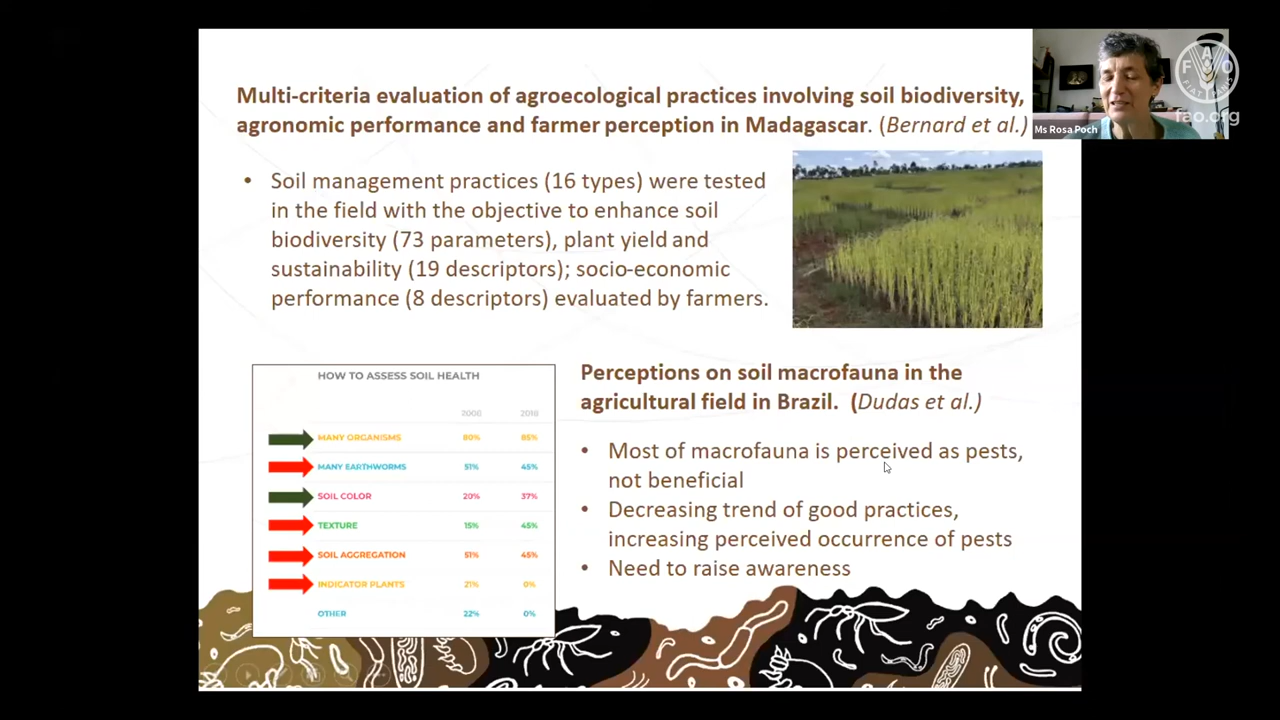 Multi-criteria evaluation of agroecological practices involving soil biodiversity,
agronomic performance and farmer perception in Madagascar. (Bernard et al.)
Ms Rosa Poch
F A O
FIAT PANIS
fao.org
• Soil management practices (16 types) were tested
in the field with the objective to enhance soil
biodiversity (73 parameters), plant yield and
sustainability (19 descriptors); socio-economic
performance (8 descriptors) evaluated by farmers.
HOW TO ASSESS SOIL HEALTH
2006 2018
MANY ORGANISMS 80% 85%
MANY EARTHWORMS 51% 45%
SOIL COLOR 20% 37%
TEXTURE 15% 45%
SOIL AGGREGATION 51% 45%
INDICATOR PLANTS 21% 0%
OTHER 22% 0%
Perceptions on soil macrofauna in the
agricultural field in Brazil. (Dudas et al.)
• Most of macrofauna is perceived as pests,
not beneficial
• Decreasing trend of good practices,
increasing perceived occurrence of pests
• Need to raise awareness